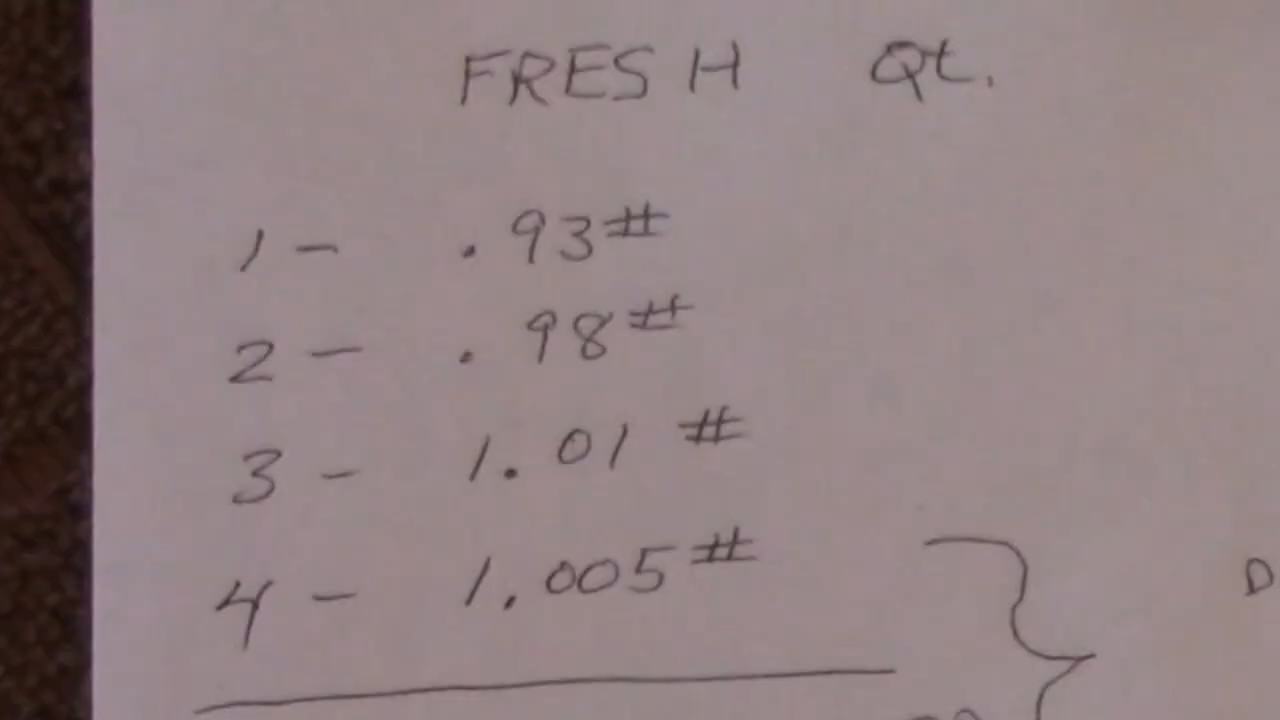 FRESH Qt.
1 - .93#
2 - .98#
3 - 1.01 #
4 - 1.005#
D